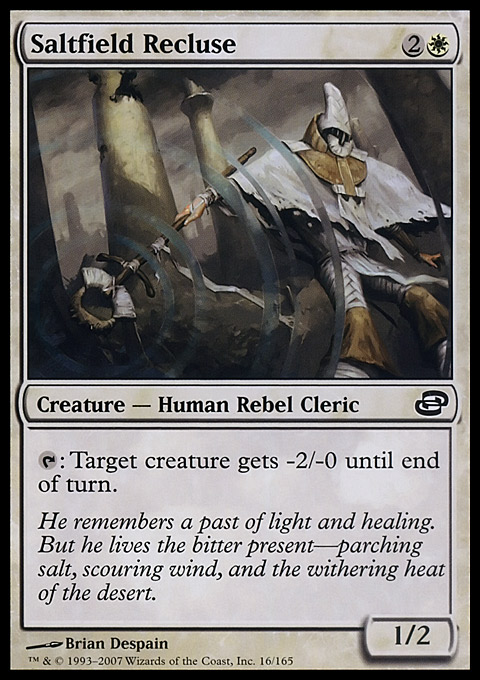 Saltfield Recluse 2
Creature — Human Rebel Cleric
: Target creature gets -2/-0 until end
of turn.
He remembers a past of light and healing.
But he lives the bitter present—parching
salt, scouring wind, and the withering heat
of the desert.
Brian Despain
1/2
™ & © 1993–2007 Wizards of the Coast, Inc. 16/165